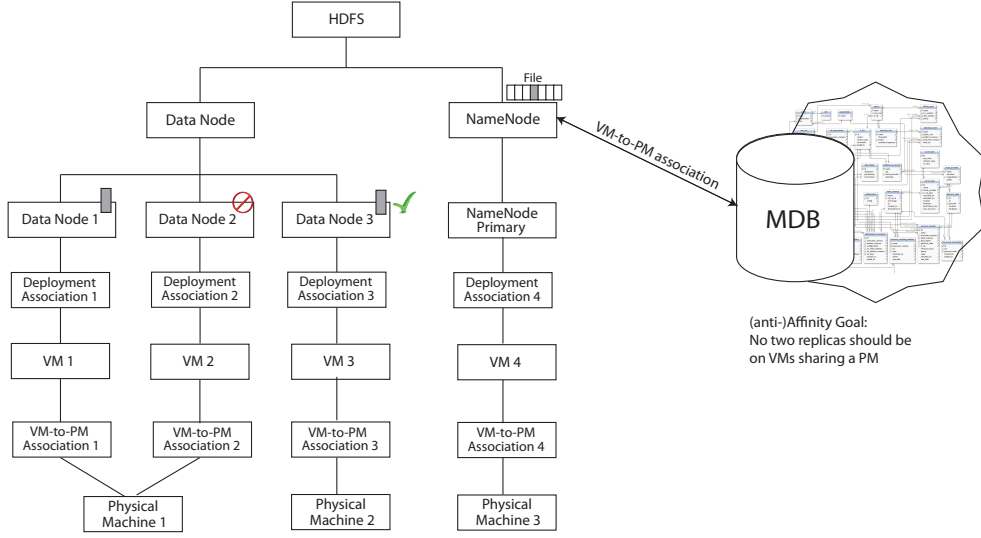 HDFS
File
Data Node
NameNode
VM-to-PM association
MDB
Data Node 1
Data Node 2
Data Node 3
NameNode
Primary
Deployment
Association 1
Deployment
Association 2
Deployment
Association 3
Deployment
Association 4
(anti-)Affinity Goal:
No two replicas should be
on VMs sharing a PM
VM 1
VM 2
VM 3
VM 4
VM-to-PM
Association 1
VM-to-PM
Association 2
VM-to-PM
Association 3
VM-to-PM
Association 4
Physical
Machine 1
Physical
Machine 2
Physical
Machine 3